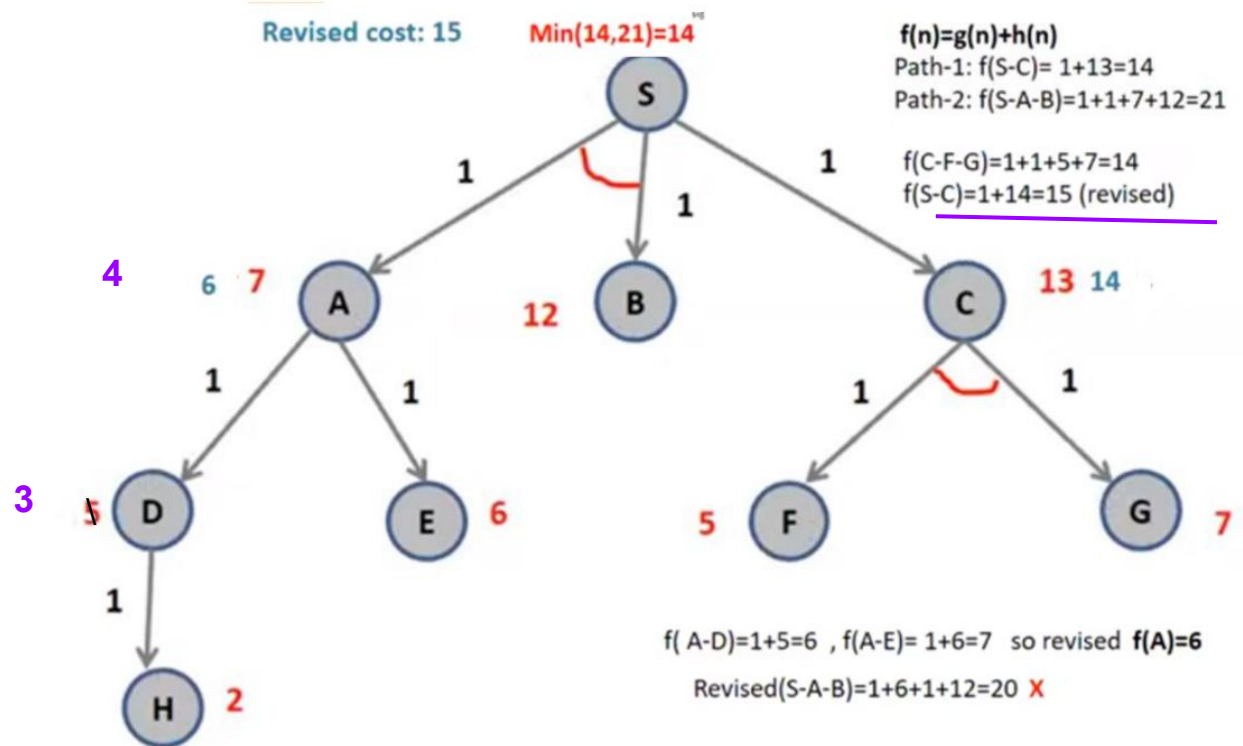 Revised cost: 15
Min(14,21)=14
f(n)=g(n)+h(n)
Path-1: f(S-C)= 1+13=14
Path-2: f(S-A-B)=1+1+7+12=21
f(C-F-G)=1+1+5+7=14
f(S-C)=1+14=15 (revised)
S
1
1
1
4
6
7
A
12
B
C
13
14
1
1
1
1
3
5
D
E
6
5
F
G
7
1
H
2
f( A-D)=1+5=6 , f(A-E)= 1+6=7 so revised f(A)=6
Revised(S-A-B)=1+6+1+12=20 X